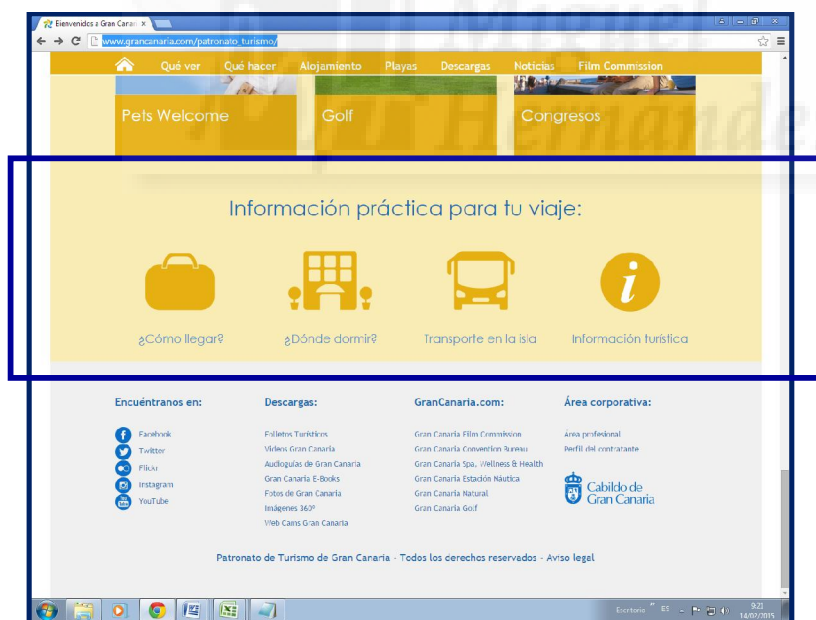 Miguel
Hernández
Bienvenidos a Gran Canari
www.grancanaria.com/patronato_turismo/
Qué ver Qué hacer Alojamiento Playas Descargas Noticias Film Commission
Pets Welcome Golf Congresos
Información práctica para tu viaje:
¿Cómo llegar? ¿Dónde dormir? Transporte en la isla Información turística
Encuéntranos en:
Facebook
Twitter
Flickr
Instagram
YouTube
Descargas:
Folletos Turísticos
Videos Gran Canaria
Audioguías de Gran Canaria
Gran Canaria E-Books
Fotos de Gran Canaria
Imágenes 360º
Web Cams Gran Canaria
GranCanaria.com:
Gran Canaria Film Commission
Gran Canaria Convention Bureau
Gran Canaria Spa, Wellness & Health
Gran Canaria Estación Náutica
Gran Canaria Natural
Gran Canaria Golf
Área corporativa:
Área profesional
Perfil del contratante
Cabildo de
Gran Canaria
Patronato de Turismo de Gran Canaria - Todos los derechos reservados - Aviso legal
Escritorio ES 9:21
14/02/2015